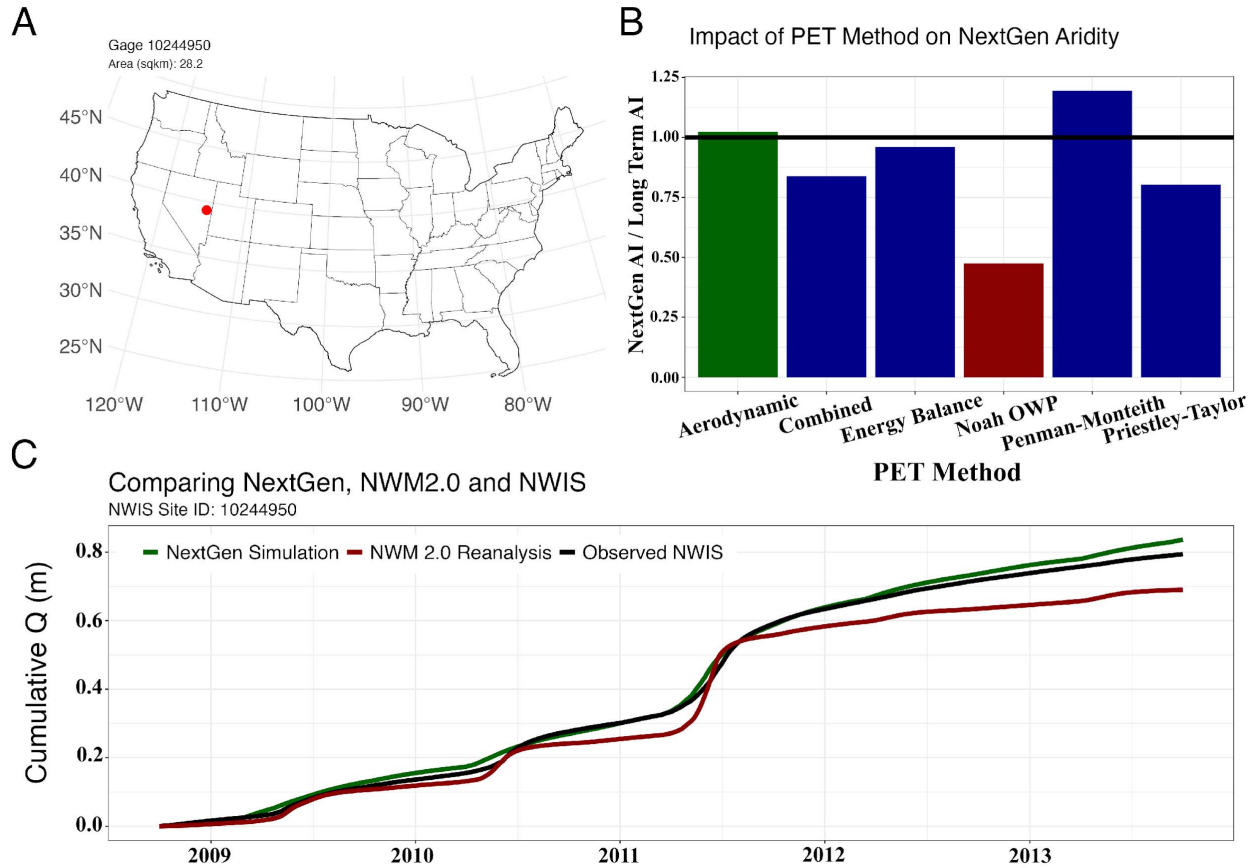 A
Gage 10244950
Area (sqkm): 28.2
45°N
40°N
35°N
30°N
25°N
120°W 110°W 100°W 90°W 80°W
B
Impact of PET Method on NextGen Aridity
NextGen AI / Long Term AI
1.25
1.00
0.75
0.50
0.25
0.00
Aerodynamic
Combined
Energy Balance
Noah OWP
Penman-Monteith
Priestley-Taylor
PET Method
C
Comparing NextGen, NWM2.0 and NWIS
NWIS Site ID: 10244950
NextGen Simulation NWM 2.0 Reanalysis Observed NWIS
Cumulative Q (m)
0.8
0.6
0.4
0.2
0.0
2009 2010 2011 2012 2013